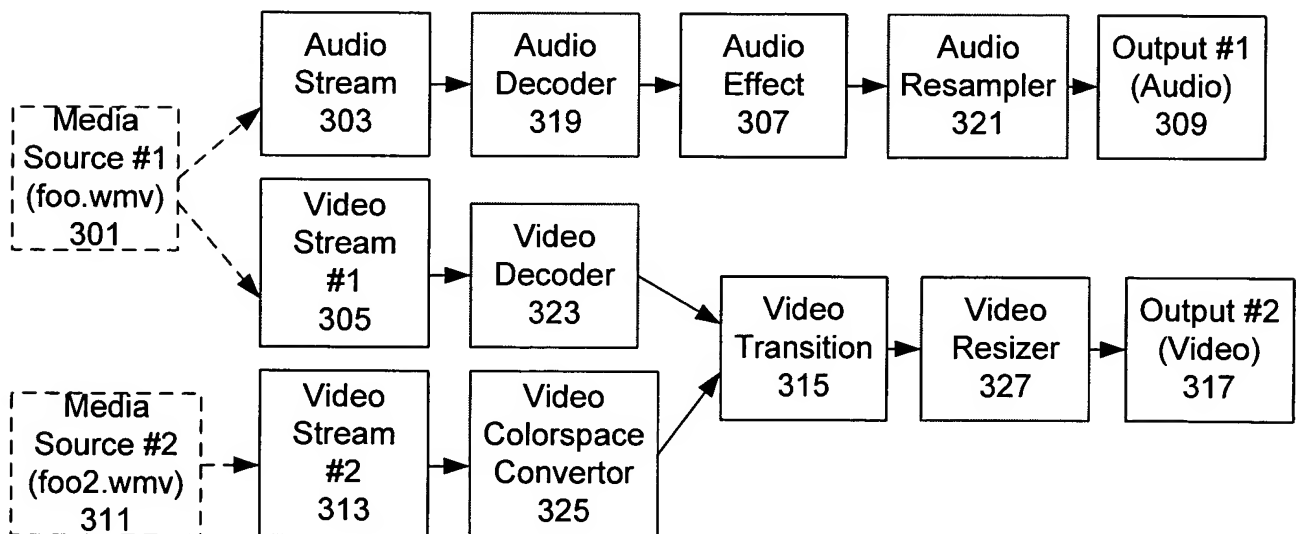 Audio
Stream
303
Audio
Decoder
319
Audio
Effect
307
Audio
Resampler
321
Output #1
(Audio)
309
Media
Source #1
(foo.wmv)
301
Video
Stream
#1
305
Video
Decoder
323
Video
Transition
315
Video
Resizer
327
Output #2
(Video)
317
Media
Source #2
(foo2.wmv)
311
Video
Stream
#2
313
Video
Colorspace
Convertor
325